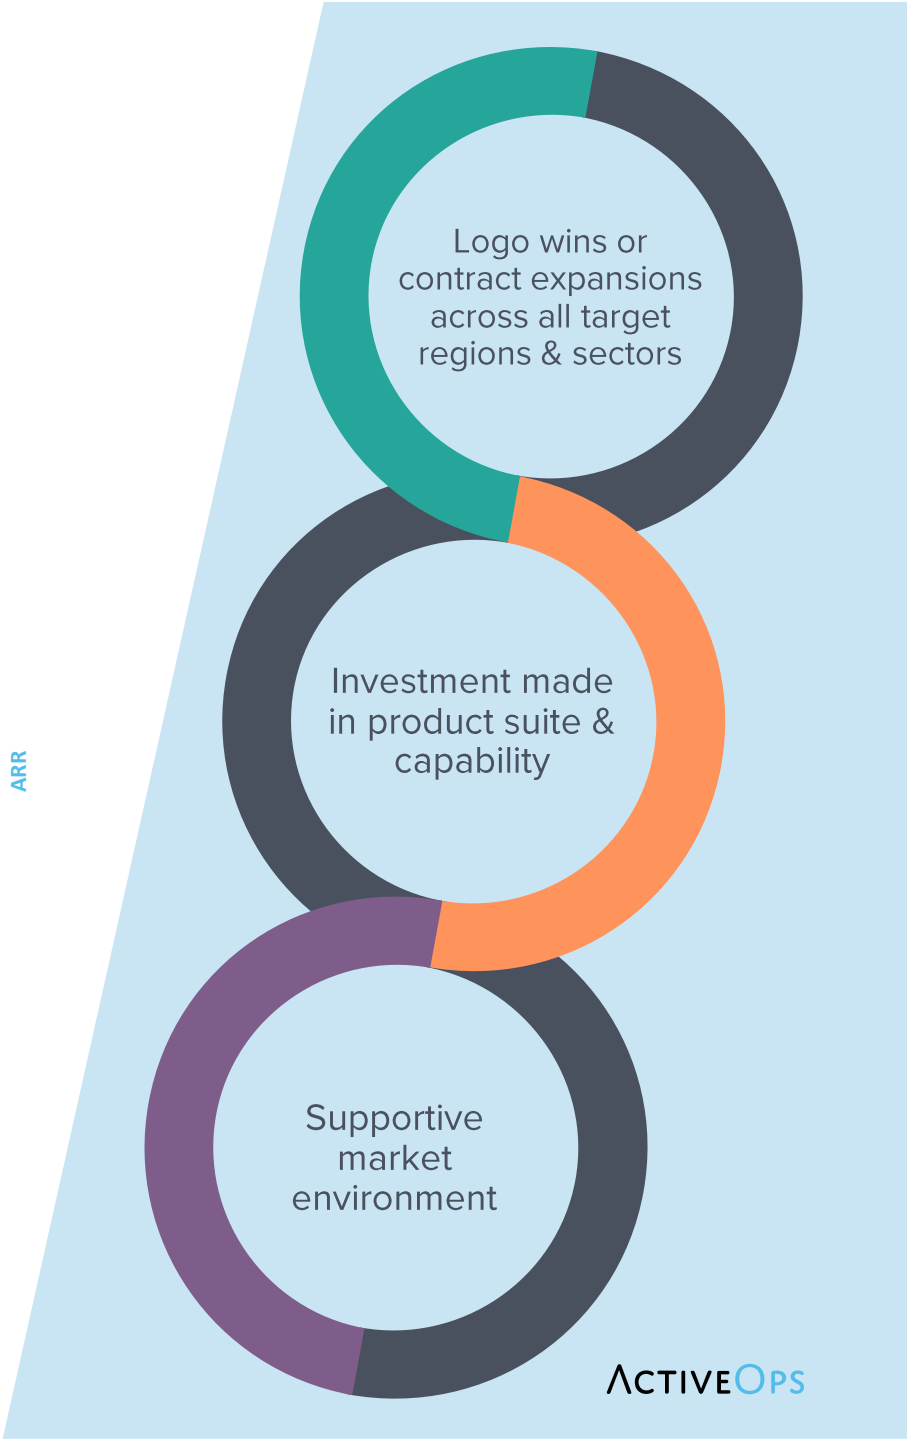 Logo wins or
contract expansions
across all target
regions & sectors
Investment made
in product suite &
capability
ARR
Supportive
market
environment
ACTIVEOPS